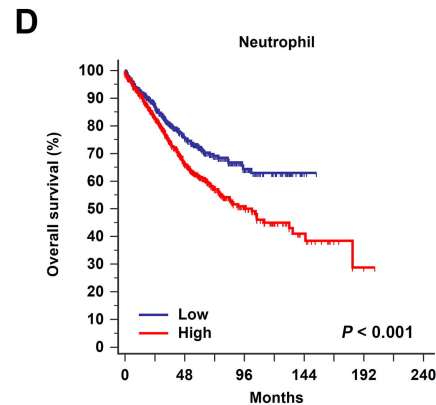 D
Neutrophil
Overall survival (%)
100
90
80
70
60
50
40
30
20
10
0
Low
High
P < 0.001
0 48 96 144 192 240
Months